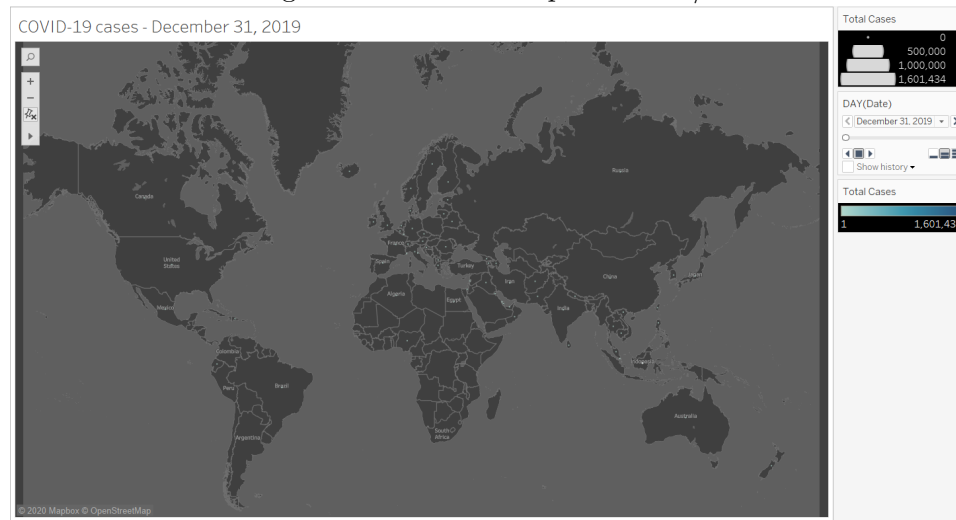 COVID-19 cases - December 31, 2019
Canada
United
States
Mexico
Colombia
Peru
Brazil
Argentina
France
Spain
Turkey
Algeria
Egypt
Iran
South
Africa
Russia
China
Japan
India
Indonesia
Australia
© 2020 Mapbox © OpenStreetMap
Total Cases
0
500,000
1,000,000
1,601,434
DAY(Date)
December 31, 2019
Show history
Total Cases
1
1,601,43